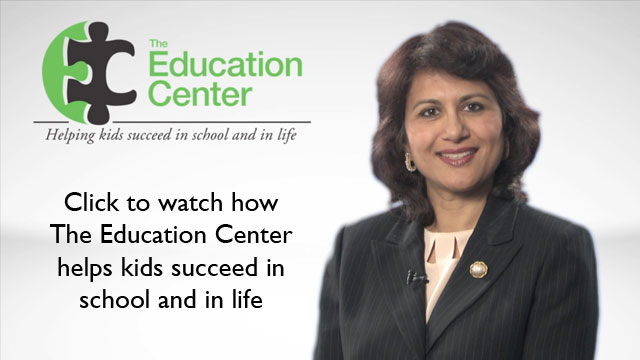 The
Education
Center
Helping kids succeed in school and in life
Click to watch how
The Education Center
helps kids succeed in
school and in life